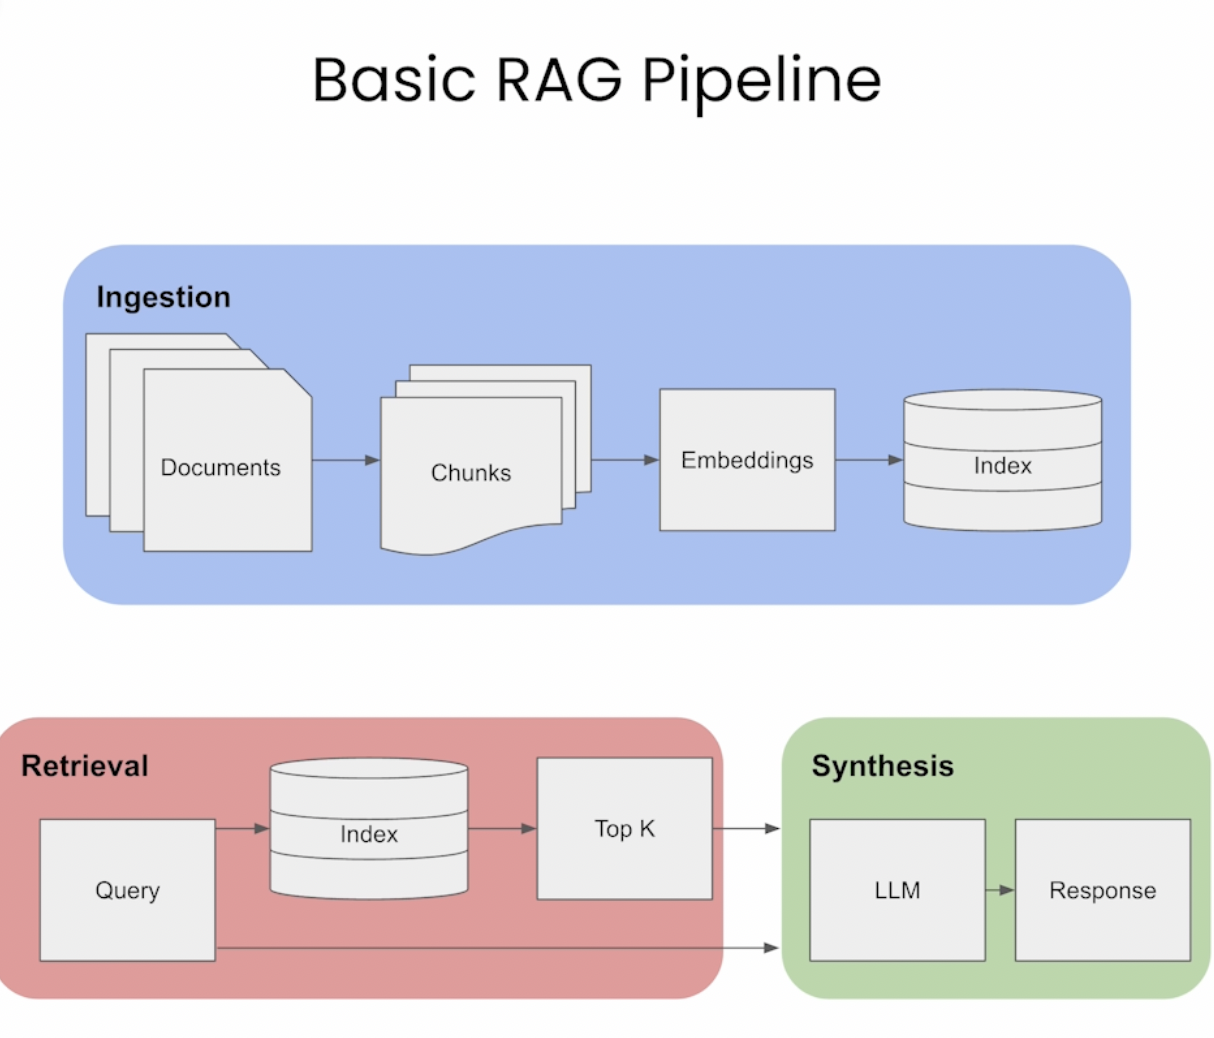 Basic RAG Pipeline
Ingestion
Documents
Chunks
Embeddings
Index
Retrieval
Query
Index
Top K
Synthesis
LLM
Response